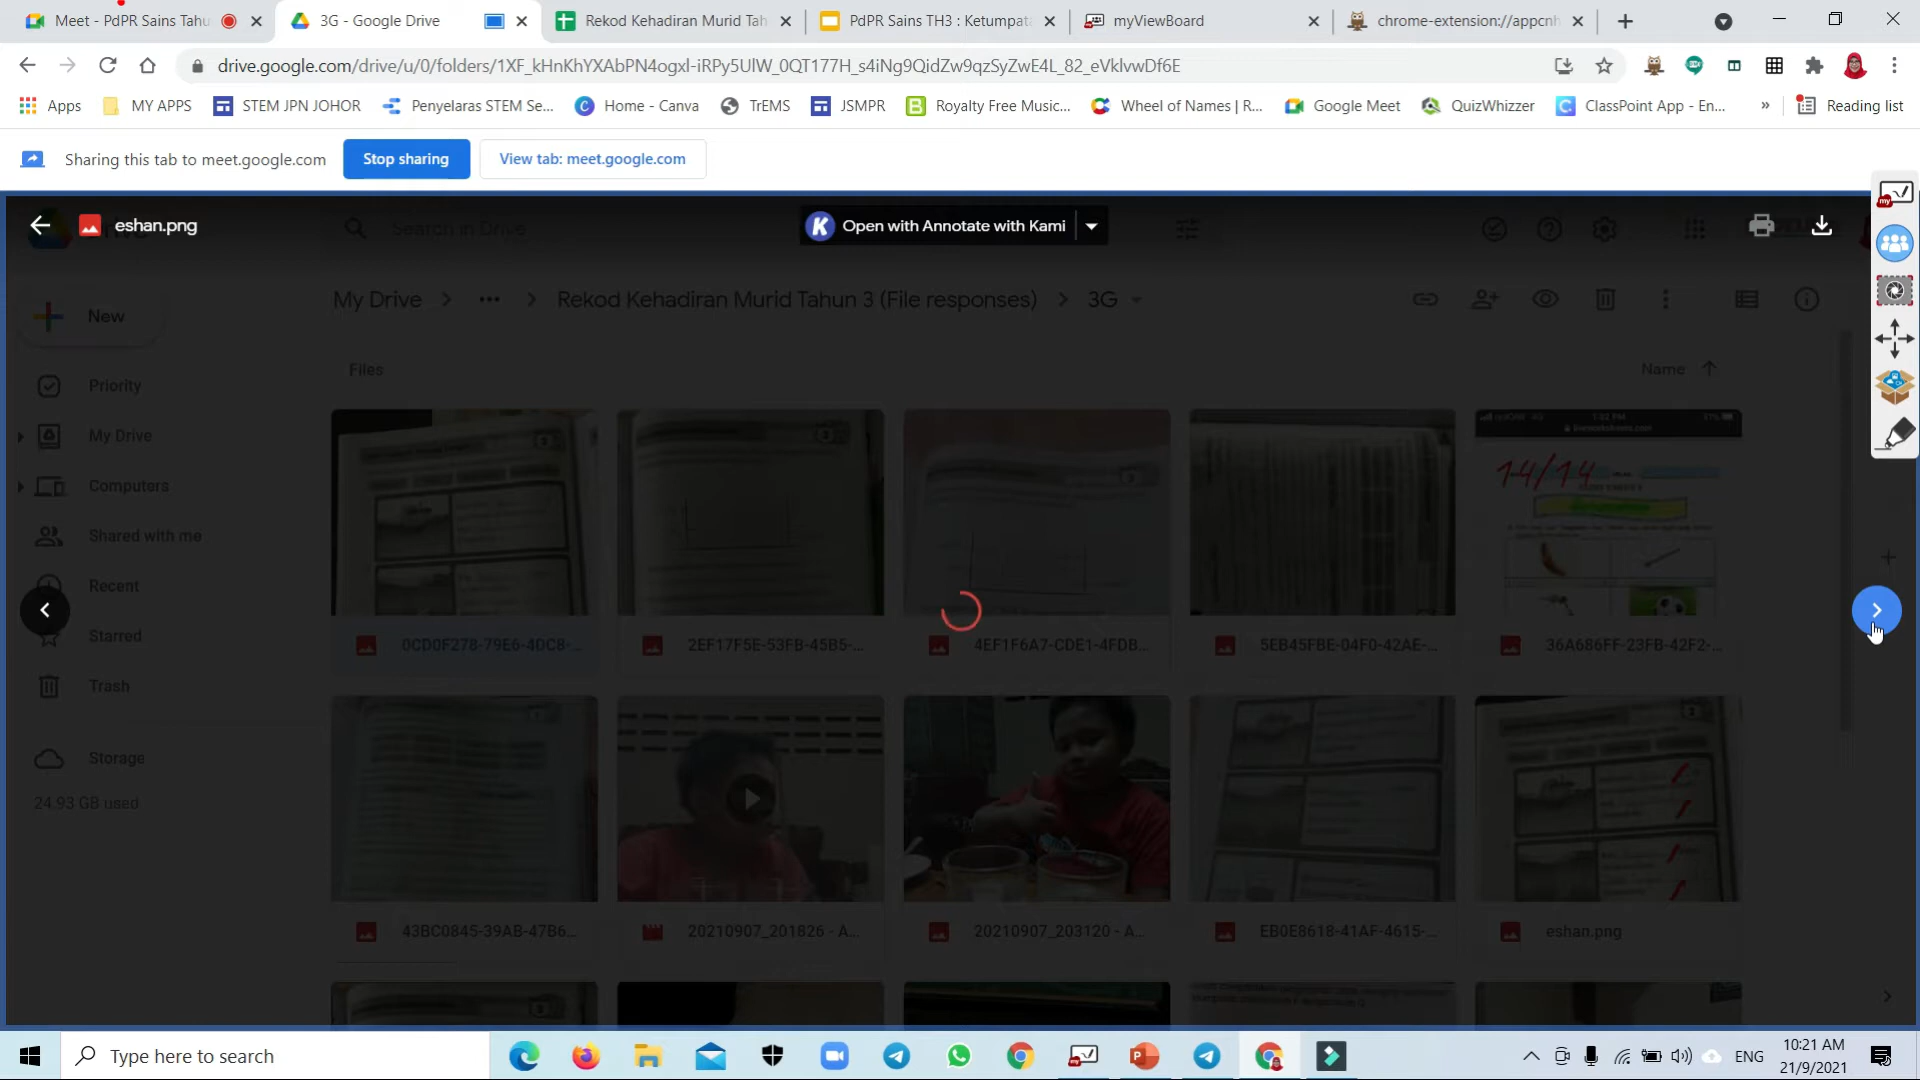 Meet - PdPR Sains Tahu
3G - Google Drive
Rekod Kehadiran Murid Tah
PdPR Sains TH3 : Ketumpata
myViewBoard
chrome-extension://appcnh
drive.google.com/drive/u/0/folders/1XF_kHnKhYXAbPN4ogxl-iRPy5UlW_0QT177H_s4iNg9QidZw9qzSyZwE4L_82_eVklvwDf6E
Apps
MY APPS
STEM JPN JOHOR
Penyelaras STEM Se...
Home - Canva
TrEMS
JSMPR
Royalty Free Music...
Wheel of Names | R...
Google Meet
QuizWhizzer
ClassPoint App - En...
»
Reading list
Sharing this tab to meet.google.com
Stop sharing
View tab: meet.google.com
eshan.png
Search in Drive
Open with Annotate with Kami
New
My Drive > ... > Rekod Kehadiran Murid Tahun 3 (File responses) > 3G
Files
Name
Priority
My Drive
Computers
Shared with me
Recent
Starred
Trash
Storage
24.93 GB used
1:32 PM
14/14
0CD0F278-79E6-4DC8-...
2EF17F5E-53FB-45B5-...
4EF1F6A7-CDE1-4FDB...
5EB45FBE-04F0-42AE-...
36A686FF-23FB-42F2-...
43BC0845-39AB-47B6...
20210907_201826 - A...
20210907_203120 - A...
EB0E8618-41AF-4615-...
eshan.png
Type here to search
ENG
10:21 AM
21/9/2021